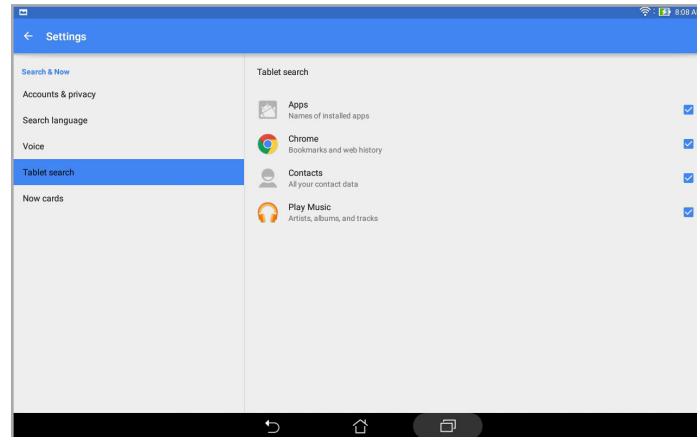 8:08 A
Settings
Search & Now
Accounts & privacy
Search language
Voice
Tablet search
Now cards
Tablet search
Apps
Names of installed apps
Chrome
Bookmarks and web history
Contacts
All your contact data
Play Music
Artists, albums, and tracks